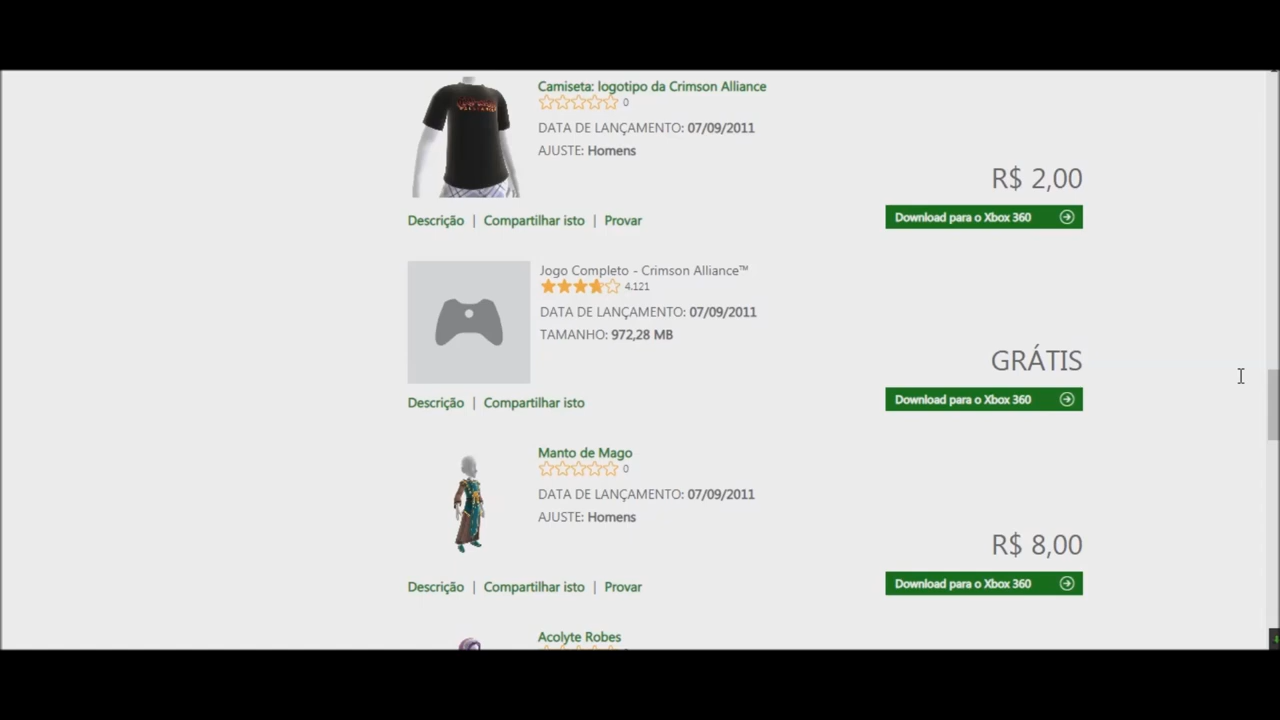 Camiseta: logotipo da Crimson Alliance
0
DATA DE LANÇAMENTO: 07/09/2011
AJUSTE: Homens
R$ 2,00
Download para o Xbox 360
Descrição | Compartilhar isto | Provar
Jogo Completo - Crimson Alliance™
4.121
DATA DE LANÇAMENTO: 07/09/2011
TAMANHO: 972,28 MB
GRÁTIS
Download para o Xbox 360
Descrição | Compartilhar isto
Manto de Mago
0
DATA DE LANÇAMENTO: 07/09/2011
AJUSTE: Homens
R$ 8,00
Download para o Xbox 360
Descrição | Compartilhar isto | Provar
Acolyte Robes